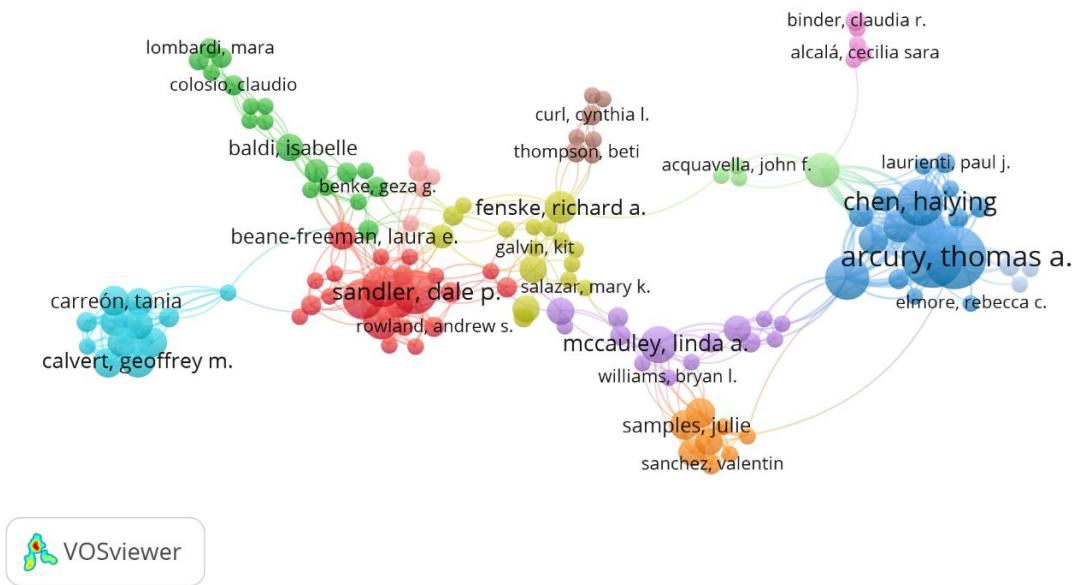 binder, claudia r.
lombardi, mara
alcalá, cecilia sara
colosio, claudio
curl, cynthia l.
baldi, isabelle
thompson, beti
acquavella, john f.
laurienti, paul j.
benke, geza g.
chen, haiying
fenske, richard a.
beane-freeman, laura e.
galvin, kit
arcury, thomas a.
salazar, mary k.
sandler, dale p.
carreón, tania
elmore, rebecca c.
rowland, andrew s.
mccauley, linda a.
calvert, geoffrey m.
williams, bryan l.
samples, julie
sanchez, valentin
VOSviewer